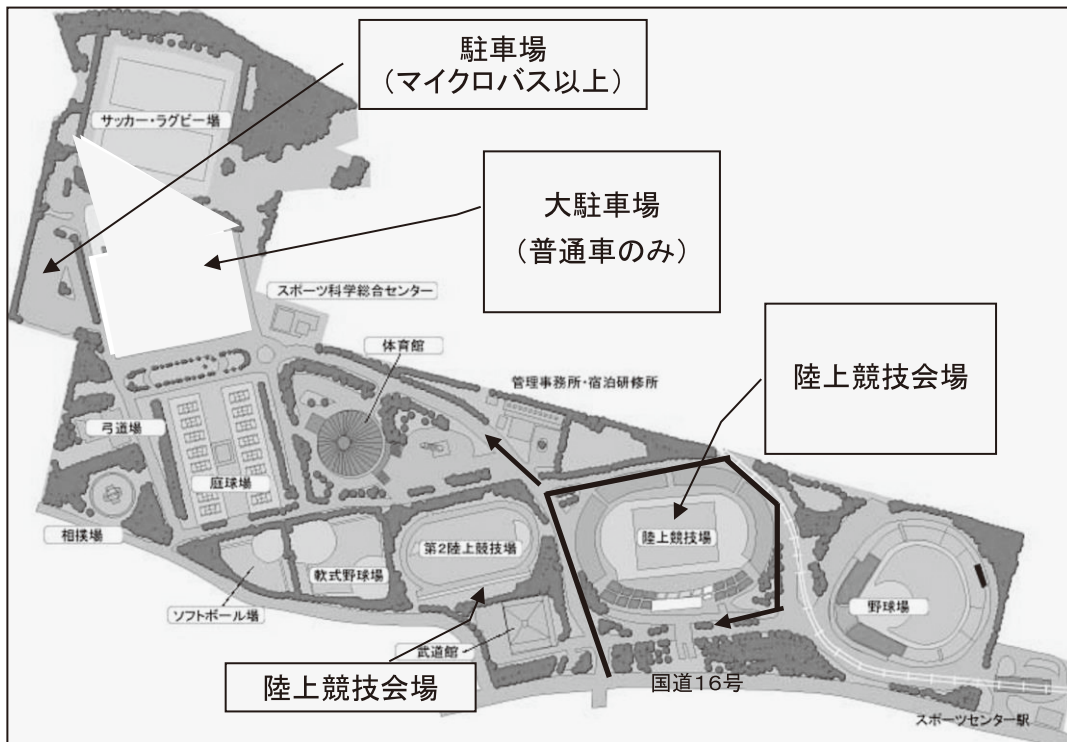 駐車場
（マイクロバス以上）
サッカー・ラグビー場
大駐車場
（普通車のみ）
スポーツ科学総合センター
体育館
管理事務所・宿泊研修所
陸上競技会場
弓道場
庭球場
相撲場
第2陸上競技場
陸上競技場
軟式野球場
野球場
ソフトボール場
武道館
陸上競技会場
国道16号
スポーツセンター駅